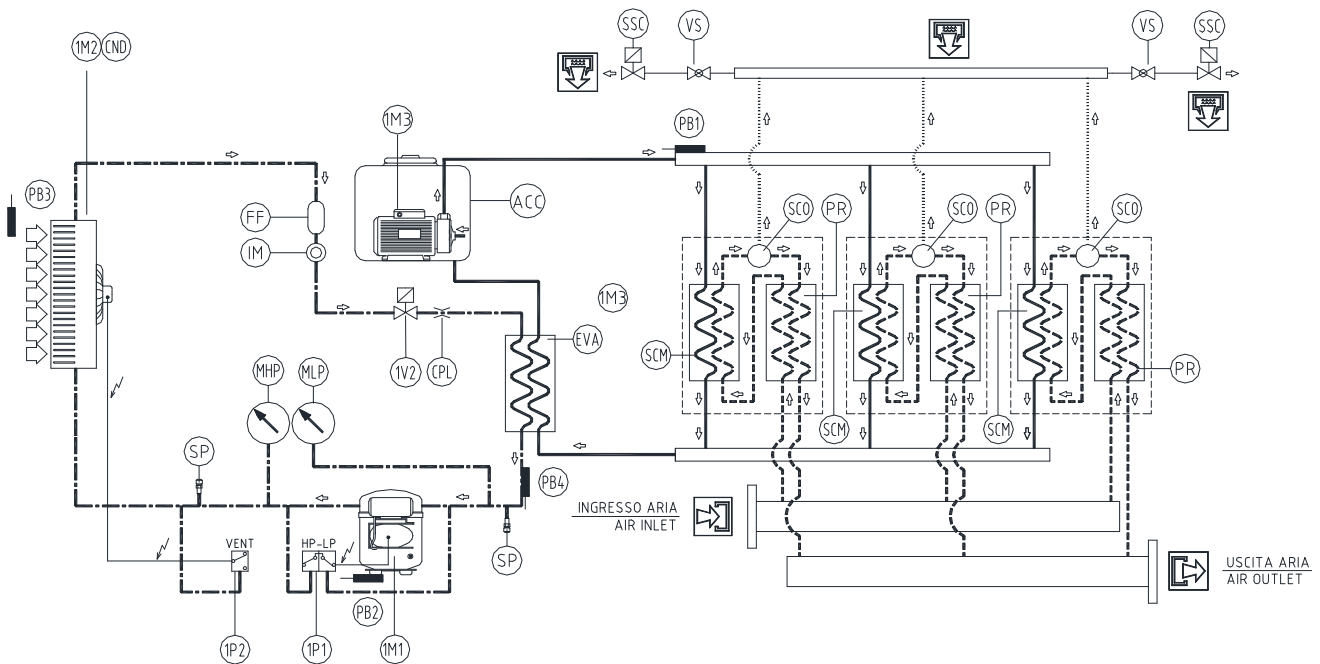 SSC
VS
VS
SSC
1M2
CND
1M3
PB1
PB3
ACC
FF
SCO
PR
SCO
PR
SCO
IM
1M3
EVA
SCM
MHP
MLP
1V2
CPL
PR
SCM
SCM
SP
PB4
INGRESSO ARIA
AIR INLET
VENT
HP-LP
SP
USCITA ARIA
AIR OUTLET
PB2
1P2
1P1
1M1